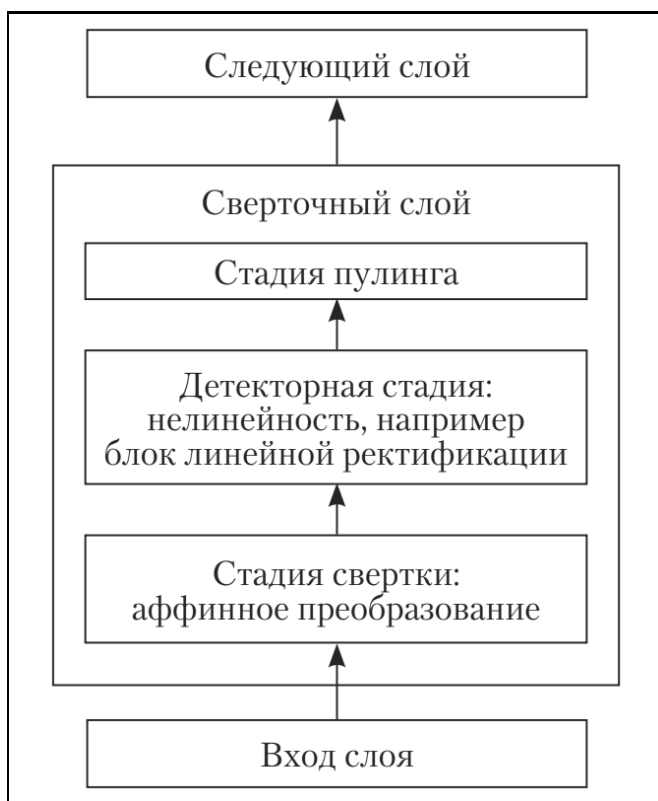 Следующий слой
Сверточный слой
Стадия пулинга
Детекторная стадия:
нелинейность, например
блок линейной ректификации
Стадия свертки:
аффинное преобразование
Вход слоя